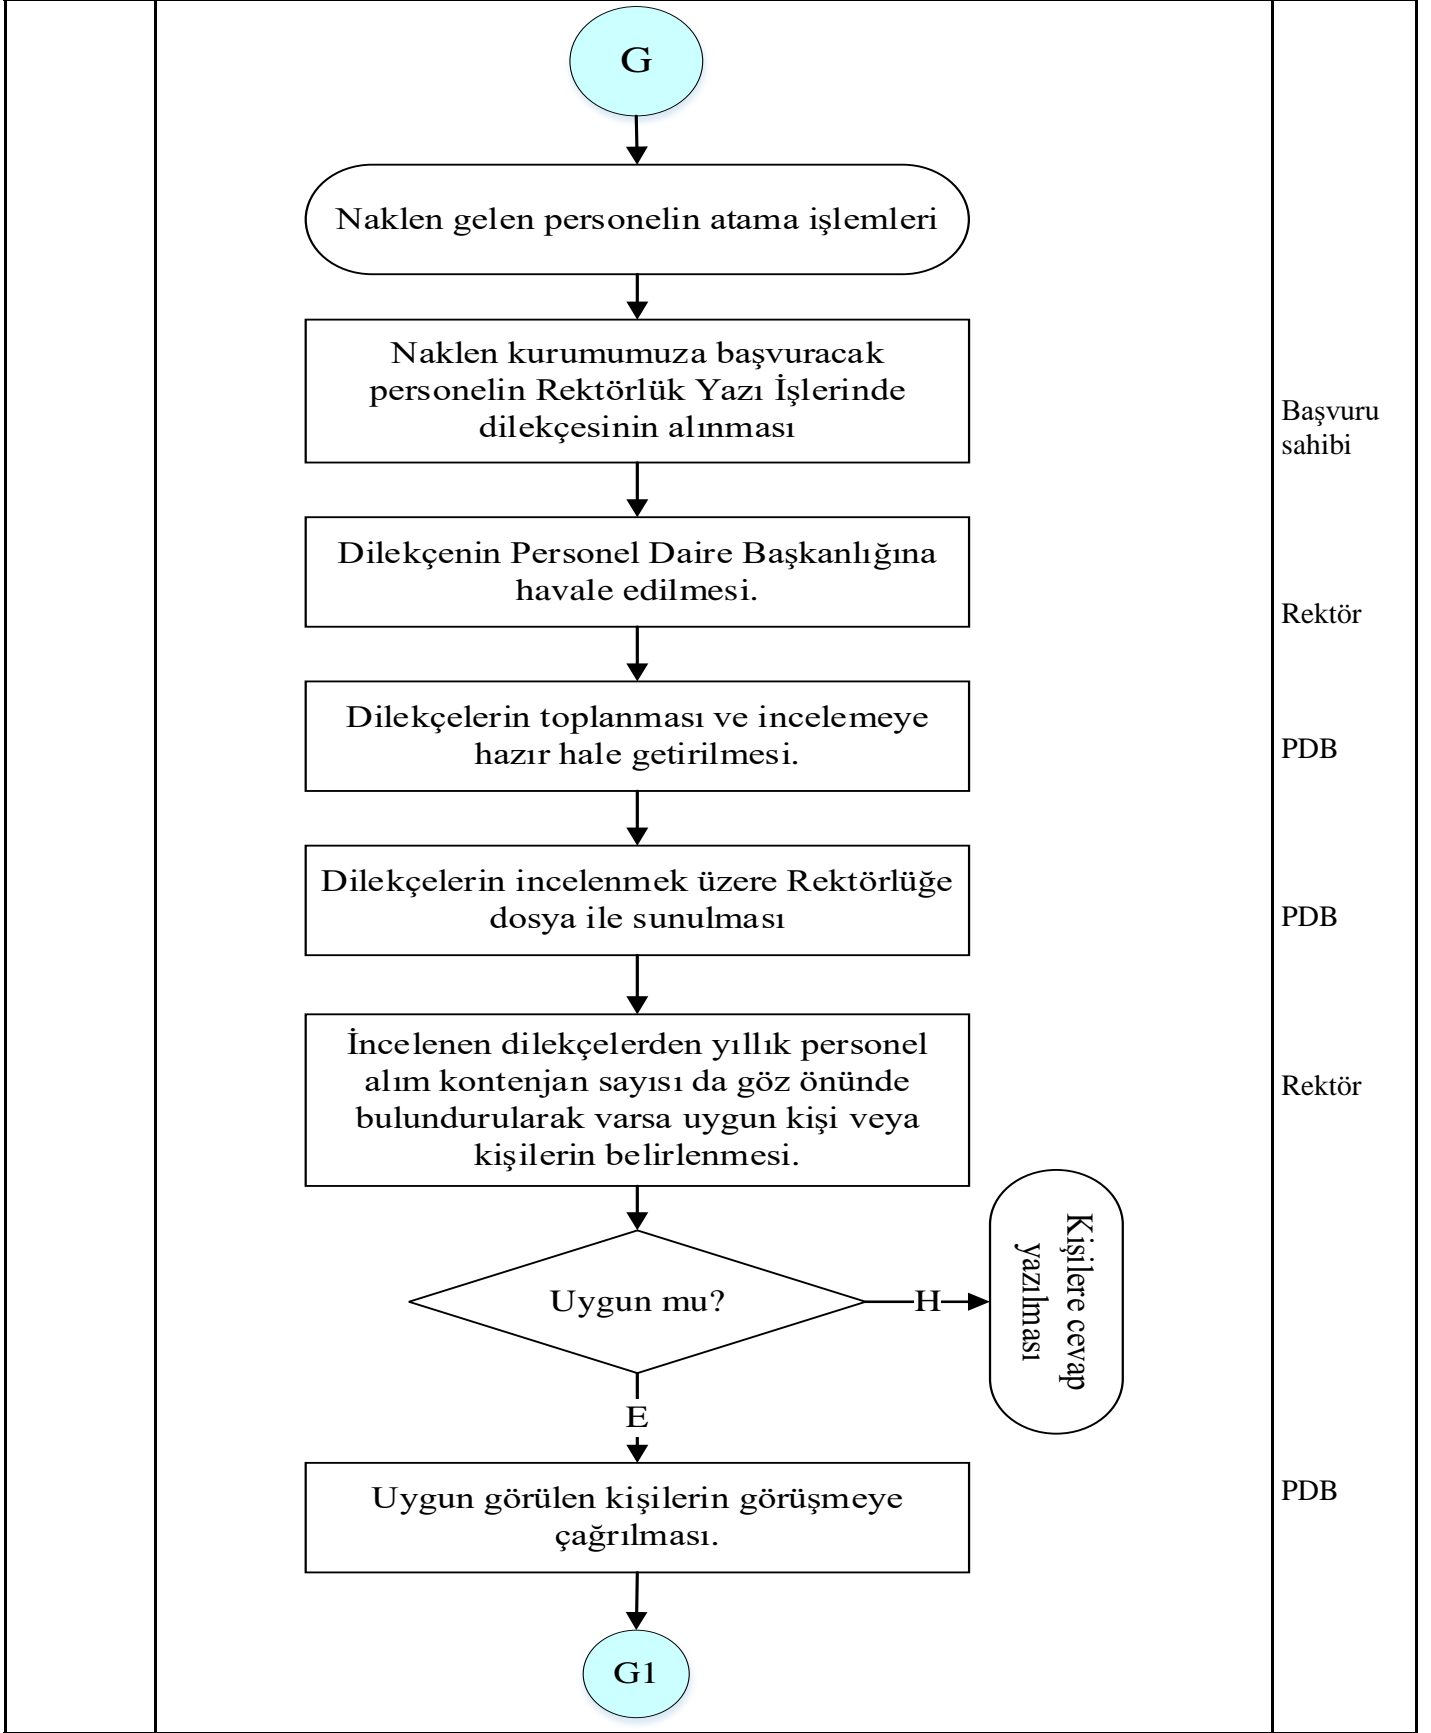 G
Naklen gelen personelin atama işlemleri
Naklen kurumumuza başvuracak
personelin Rektörlük Yazı İşlerinde
dilekçesinin alınması
Başvuru
sahibi
Dilekçenin Personel Daire Başkanlığına
havale edilmesi.
Rektör
Dilekçelerin toplanması ve incelemeye
hazır hale getirilmesi.
PDB
Dilekçelerin incelenmek üzere Rektörlüğe
dosya ile sunulması
PDB
İncelenen dilekçelerden yıllık personel
alım kontenjan sayısı da göz önünde
bulundurularak varsa uygun kişi veya
kişilerin belirlenmesi.
Rektör
Uygun mu?
H
Kişilere cevap
yazılması
E
Uygun görülen kişilerin görüşmeye
çağrılması.
PDB
G1